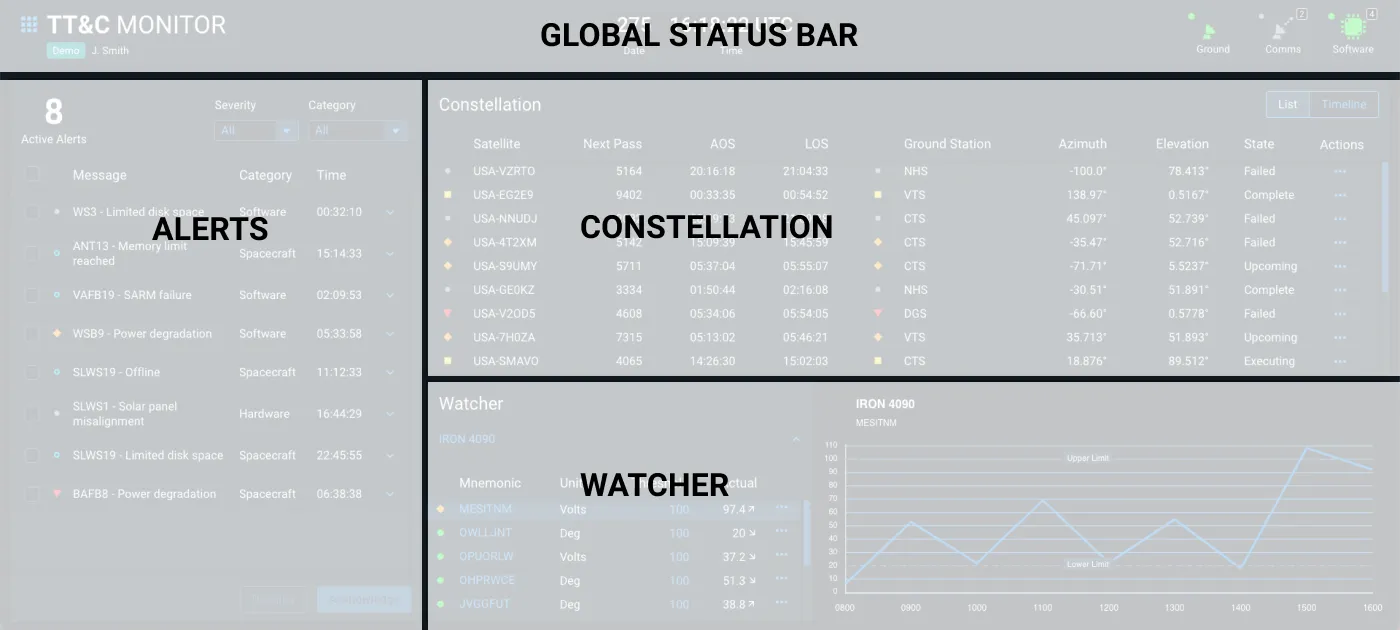 TT&C MONITOR
Demo J. Smith
GLOBAL STATUS BAR
275 16:18:22 UTC
Date Time
2
4
Ground Comms Software
8
Active Alerts
Severity Category
All All
Message Category Time
WS3 - Limited disk space Software 00:32:10
ALERTS
ANT13 - Memory limit
reached Spacecraft 15:14:33
VAFB19 - SARM failure Software 02:09:53
WSB9 - Power degradation Software 05:33:58
SLWS19 - Offline Spacecraft 11:12:33
SLWS1 - Solar panel
misalignment Hardware 16:44:29
SLWS19 - Limited disk space Spacecraft 22:45:55
BAFB8 - Power degradation Spacecraft 06:38:38
Constellation
List Timeline
Satellite Next Pass AOS LOS Ground Station Azimuth Elevation State Actions
USA-VZRTO 5164 20:16:18 21:04:33 NHS -100.0° 78.413° Failed
USA-EG2E9 9402 00:33:35 00:54:52 VTS 138.97° 0.5167° Complete
USA-NNUDJ CTS 45.097° 52.739° Failed
CONSTELLATION
USA-4T2XM 5142 15:09:39 15:45:59 CTS -35.47° 52.716° Failed
USA-S9UMY 5711 05:37:04 05:55:07 CTS -71.71° 5.5237° Upcoming
USA-GE0KZ 3334 01:50:44 02:16:08 NHS -30.51° 51.891° Complete
USA-V2OD5 4608 05:34:06 05:54:05 DGS -66.60° 0.5778° Failed
USA-7H0ZA 7315 05:13:02 05:46:21 VTS 35.713° 51.893° Upcoming
USA-SMAVO 4065 14:26:30 15:02:03 CTS 18.876° 89.512° Executing
Watcher
IRON 4090
WATCHER
Mnemonic Unit Actual
MESITNM Volts 100 97.4
OWLLJNT Deg 100 20
OPUORLW Volts 100 37.2
OHPRWCE Deg 100 51.3
JVGGFUT Deg 100 38.8
IRON 4090
MESITNM
110
100
90
80
70
60
50
40
30
20
10
0
Upper Limit
Lower Limit
0800 0900 1000 1100 1200 1300 1400 1500 1600